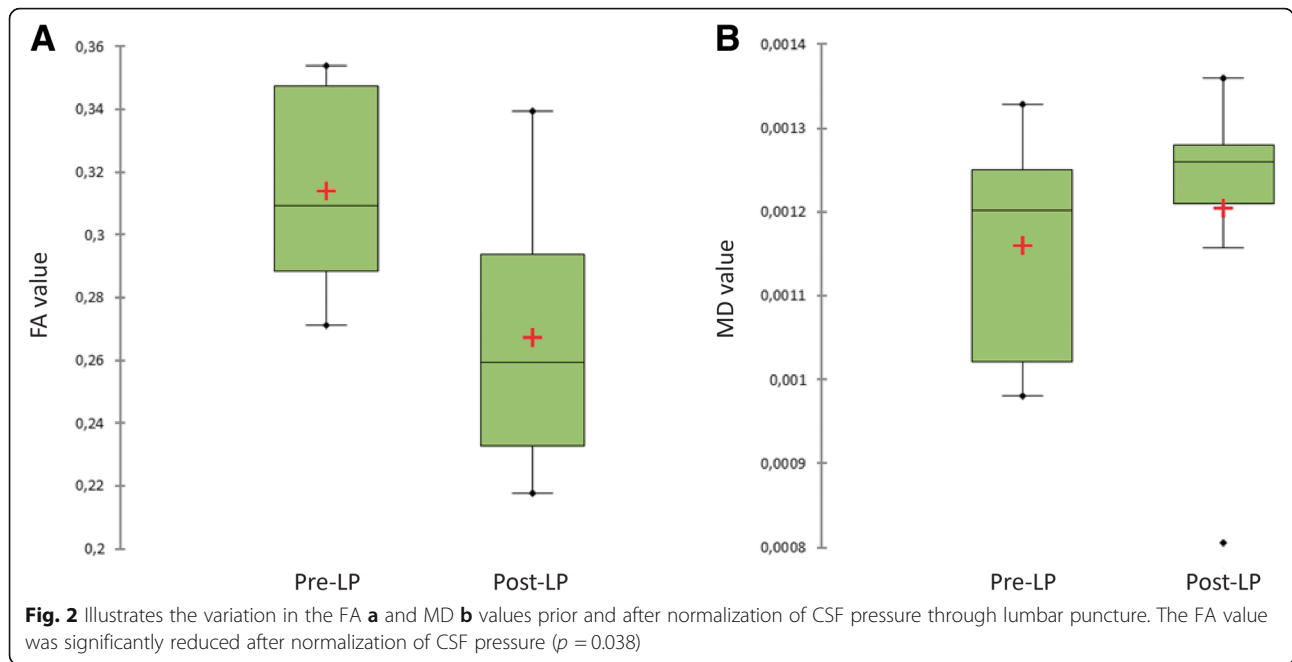 A
0,36
0,34
0,32
0,3
0,28
0,26
0,24
0,22
0,2
FA value
Pre-LP Post-LP
B
0,0014
0,0013
0,0012
0,0011
0,001
0,0009
0,0008
MD value
Pre-LP Post-LP
Fig. 2 Illustrates the variation in the FA a and MD b values prior and after normalization of CSF pressure through lumbar puncture. The FA value
was significantly reduced after normalization of CSF pressure (p = 0.038)